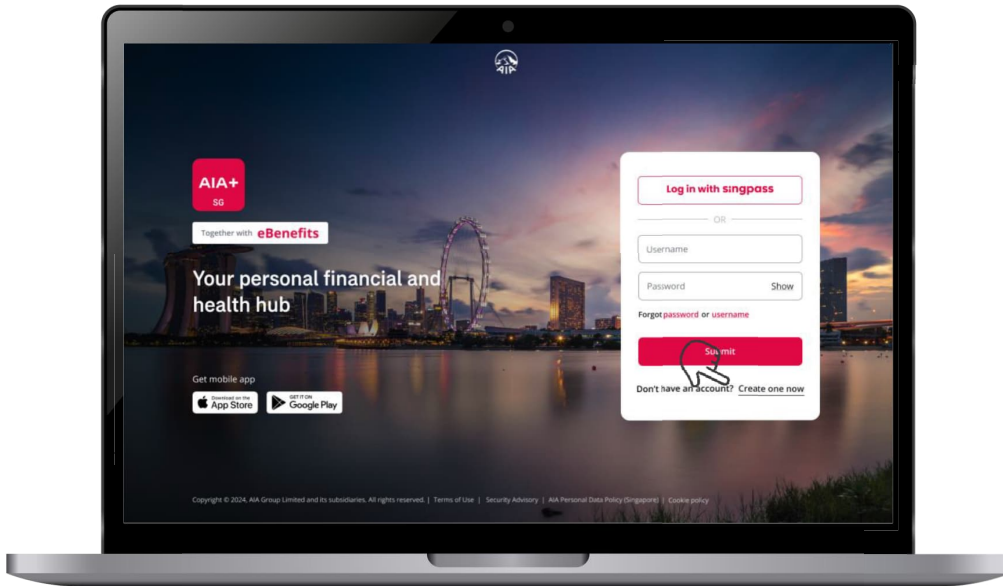 AIA
AIA+
SG
Together with eBenefits
Your personal financial and
health hub
Get mobile app
Download on the
App Store
GET IT ON
Google Play
Log in with singpass
OR
Username
Password Show
Forgot password or username
Submit
Don't have an account? Create one now
Copyright © 2024, AIA Group Limited and its subsidiaries. All rights reserved. | Terms of Use | Security Advisory | AIA Personal Data Policy (Singapore) | Cookie policy